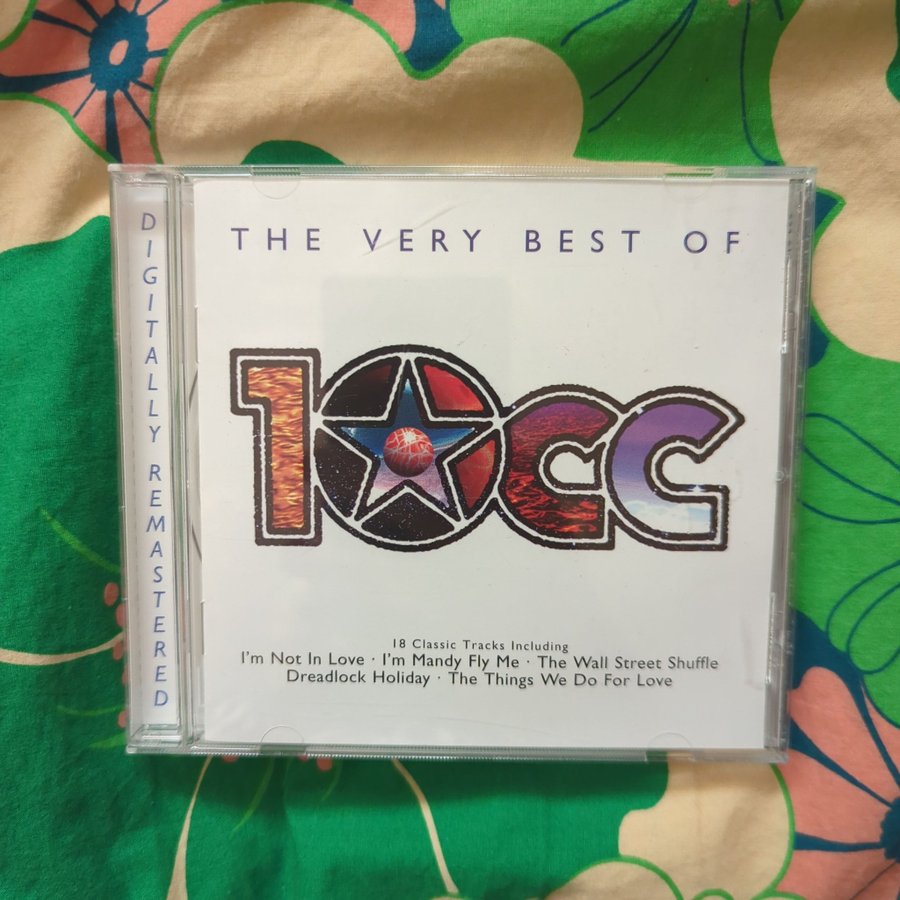 DIGITALLY REMASTERED
THE VERY BEST OF
10cc
18 Classic Tracks Including
I'm Not In Love · I'm Mandy Fly Me · The Wall Street Shuffle
Dreadlock Holiday · The Things We Do For Love